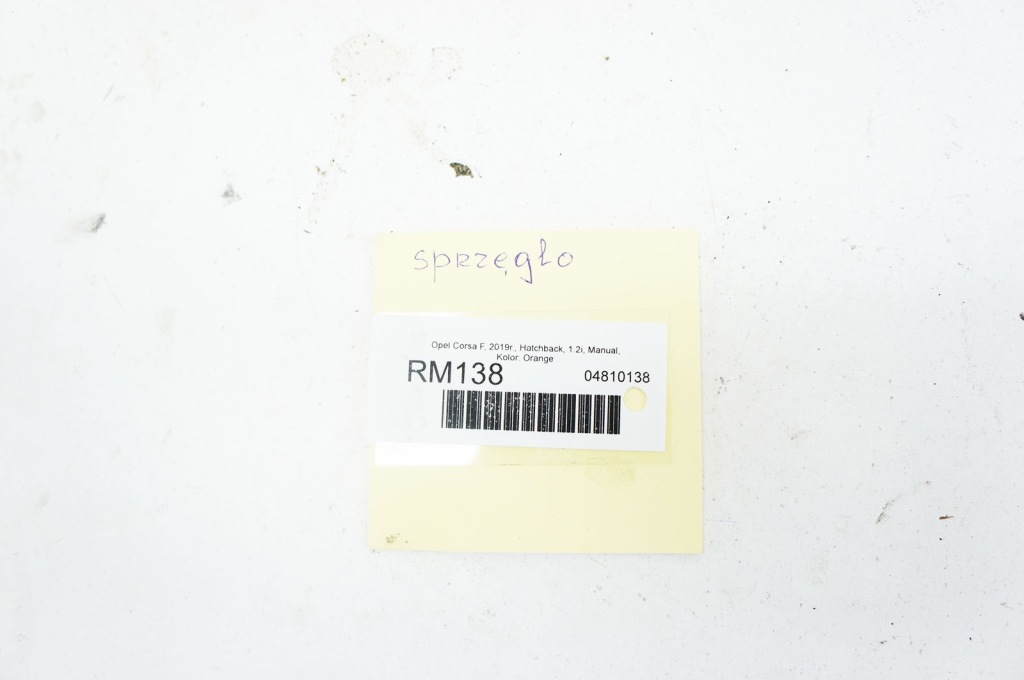 sprzęgło
Opel Corsa F, 2019r., Hatchback, 1.2i, Manual,
Kolor: Orange
RM138 04810138